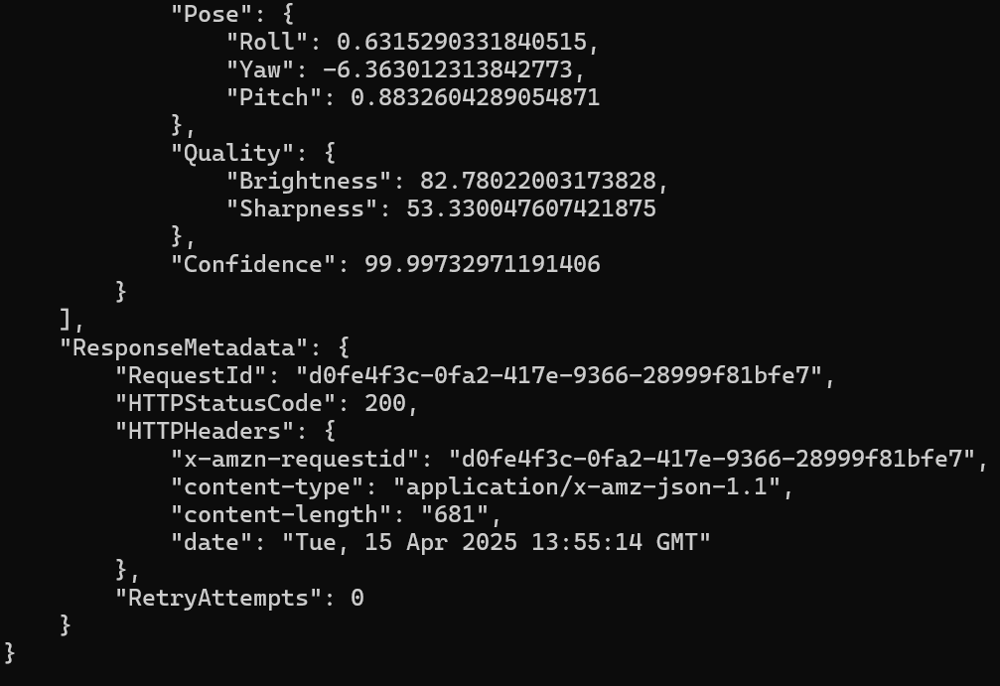 "Pose": {
                "Roll": 0.6315290331840515,
                "Yaw": -6.363012313842773,
                "Pitch": 0.8832604289054871
            },
            "Quality": {
                "Brightness": 82.78022003173828,
                "Sharpness": 53.330047607421875
            },
            "Confidence": 99.99732971191406
        }
    ],
    "ResponseMetadata": {
        "RequestId": "d0fe4f3c-0fa2-417e-9366-28999f81bfe7",
        "HTTPStatusCode": 200,
        "HTTPHeaders": {
            "x-amzn-requestid": "d0fe4f3c-0fa2-417e-9366-28999f81bfe7",
            "content-type": "application/x-amz-json-1.1",
            "content-length": "681",
            "date": "Tue, 15 Apr 2025 13:55:14 GMT"
        },
        "RetryAttempts": 0
    }
}